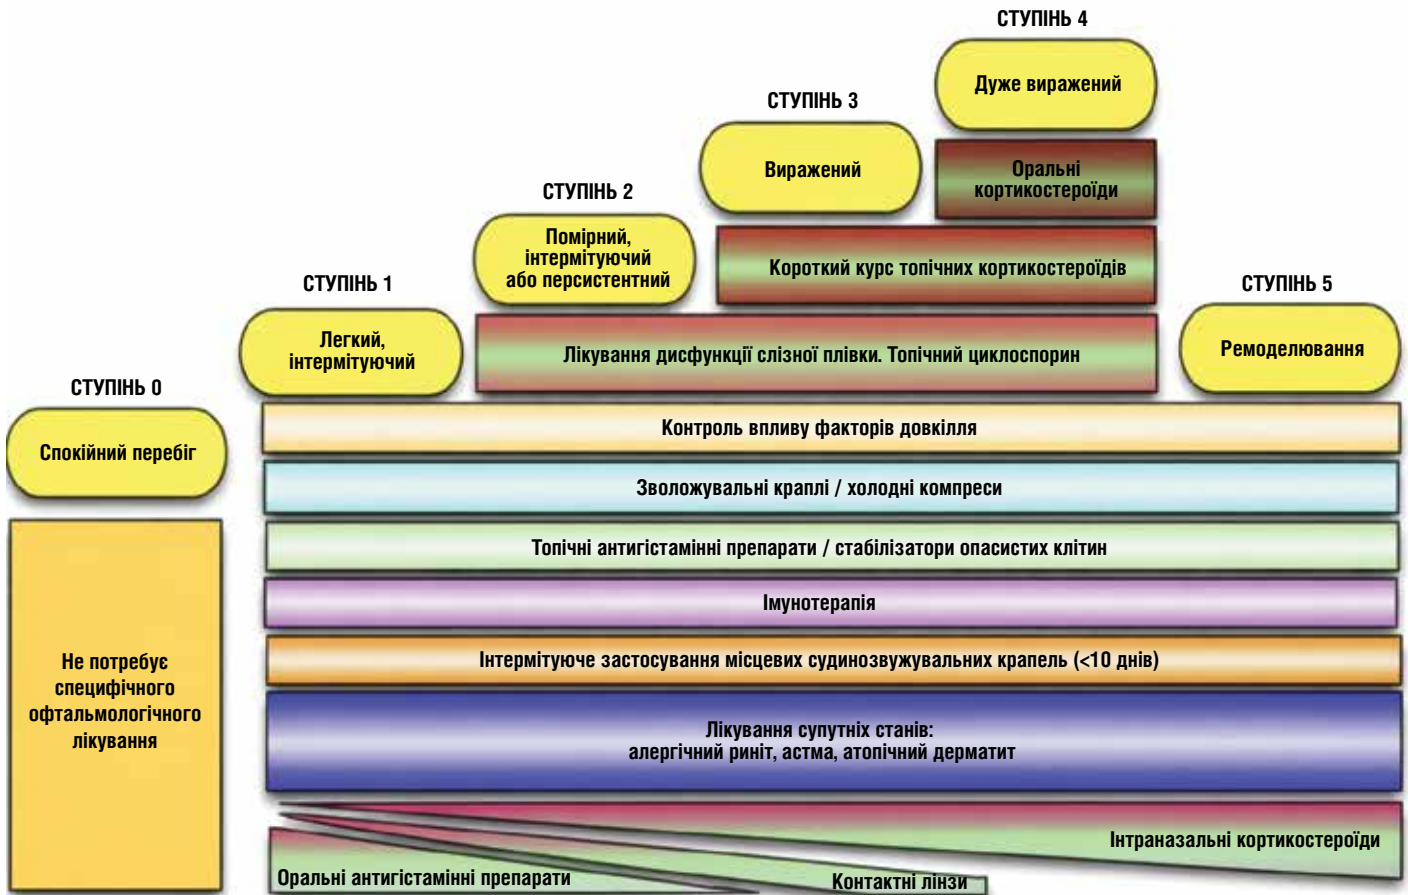 СТУПІНЬ 4
Дуже виражений
СТУПІНЬ 3
Виражений
Оральні
кортикостероїди
СТУПІНЬ 2
Помірний,
інтермітуючий
або персистентний
Короткий курс топічних кортикостероїдів
СТУПІНЬ 1
Легкий,
інтермітуючий
Лікування дисфункції слізної плівки. Топічний циклоспорин
СТУПІНЬ 5
Ремоделювання
СТУПІНЬ 0
Спокійний перебіг
Не потребує
специфічного
офтальмологічного
лікування
Контроль впливу факторів довкілля
Зволожувальні краплі / холодні компреси
Топічні антигістамінні препарати / стабілізатори опасистих клітин
Імунотерапія
Інтермітуюче застосування місцевих судинозвужувальних крапель (<10 днів)
Лікування супутніх станів:
алергічний риніт, астма, атопічний дерматит
Інтраназальні кортикостероїди
Оральні антигістамінні препарати
Контактні лінзи